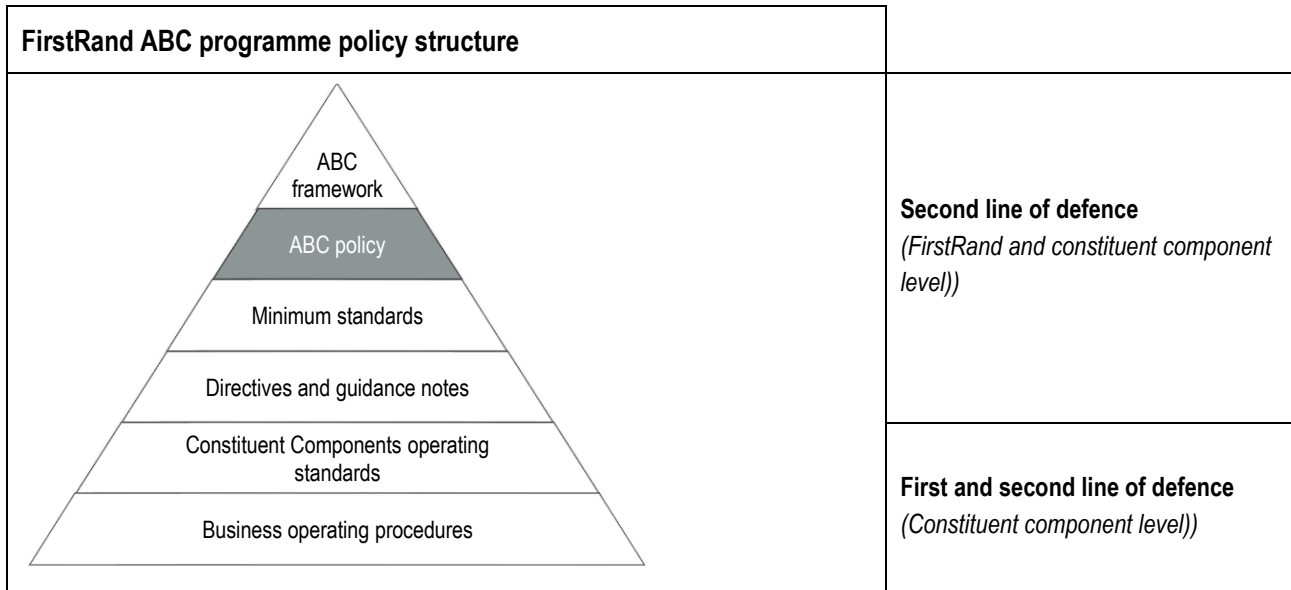 FirstRand ABC programme policy structure
ABC
framework
ABC policy
Minimum standards
Directives and guidance notes
Constituent Components operating
standards
Business operating procedures
Second line of defence
(FirstRand and constituent component
level))
First and second line of defence
(Constituent component level))